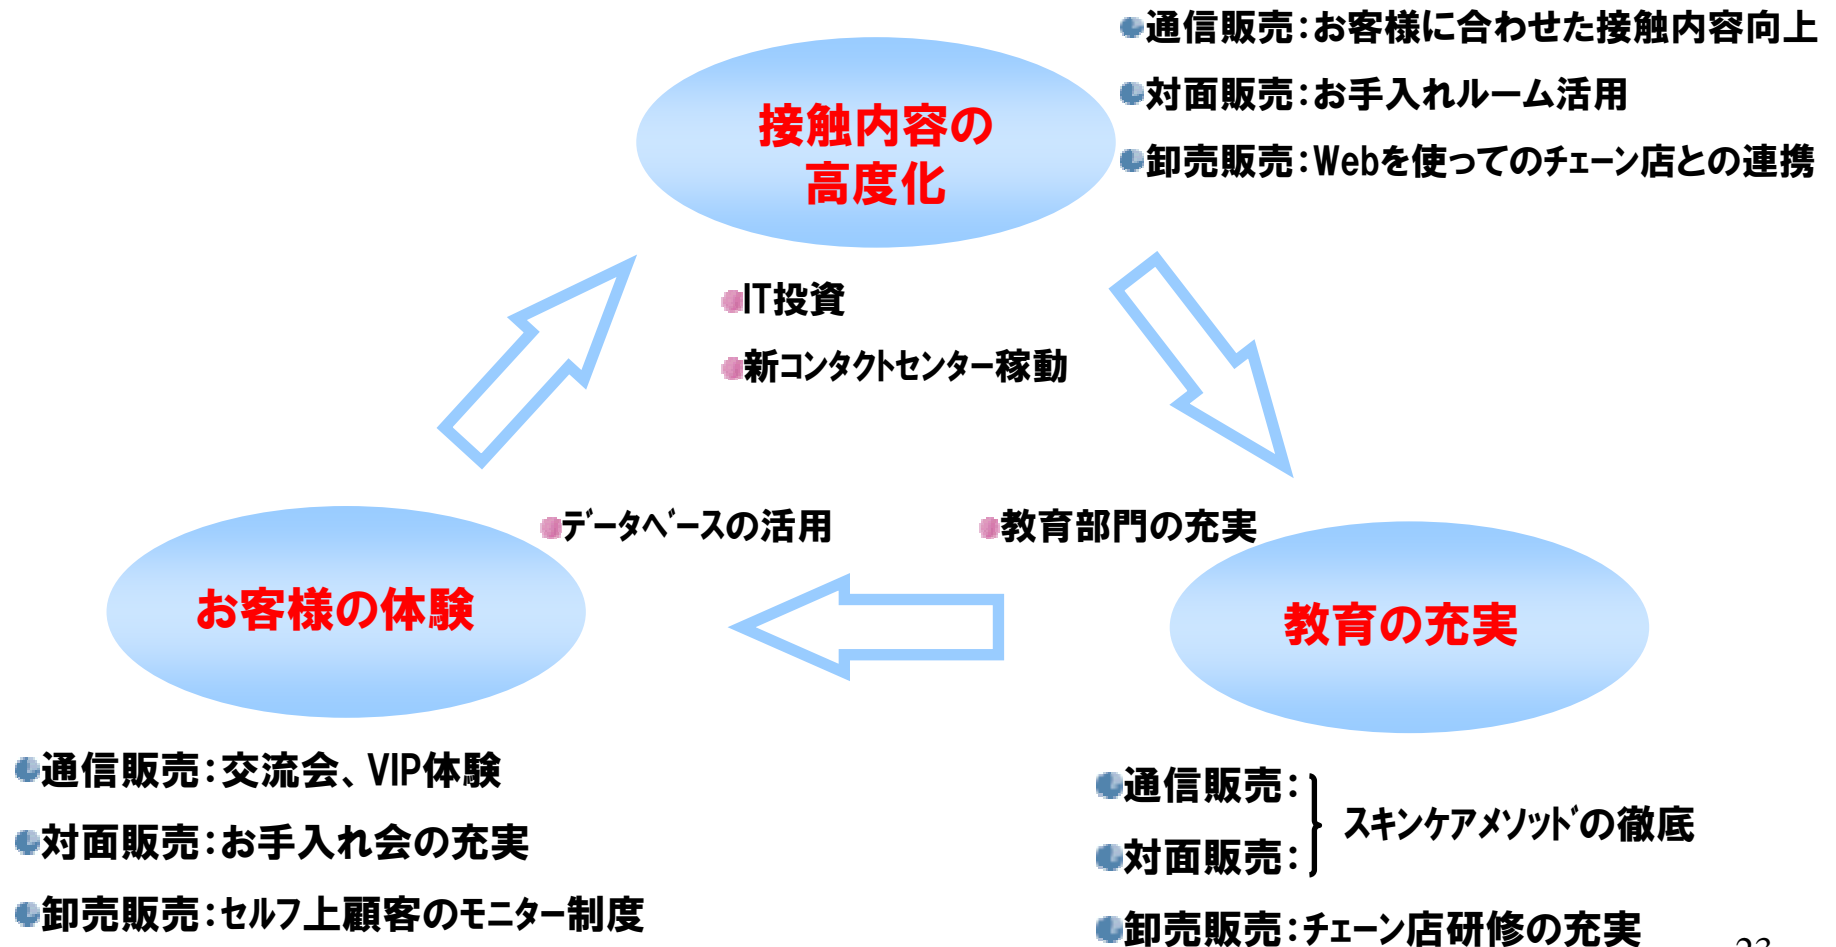 通信販売:お客様に合わせた接触内容向上
対面販売:お手入れルーム活用
卸売販売:Webを使ってのチェーン店との連携
接触内容の
高度化
IT投資
新コンタクトセンター稼動
データベースの活用
教育部門の充実
お客様の体験
教育の充実
通信販売:交流会、VIP体験
対面販売:お手入れ会の充実
卸売販売:セルフ上顧客のモニター制度
通信販売:
対面販売:
スキンケアメソッドの徹底
卸売販売:チェーン店研修の充実